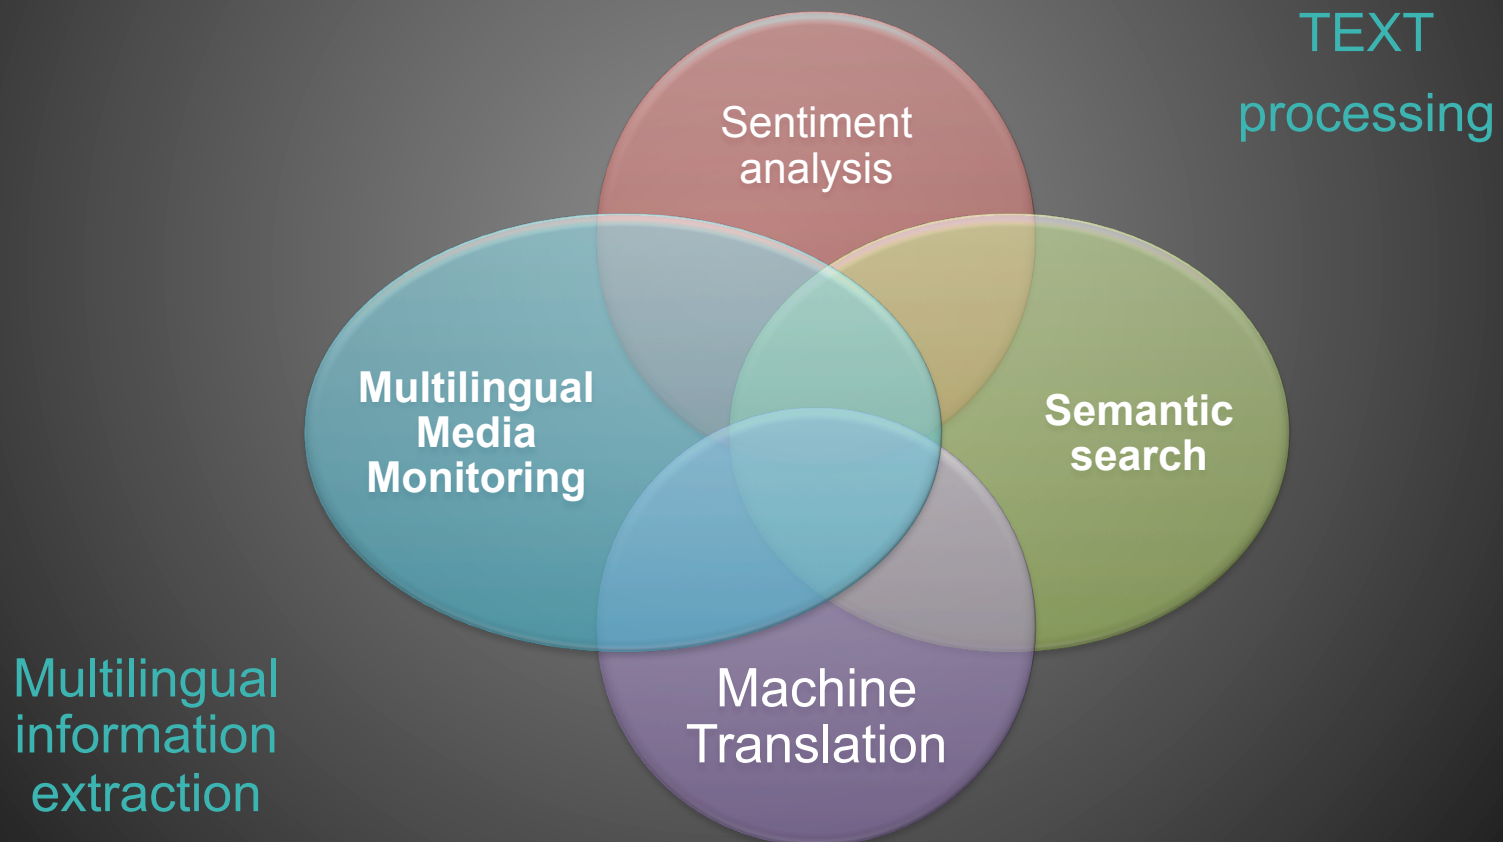 TEXT
processing
Sentiment
analysis
Multilingual
Media
Monitoring
Semantic
search
Machine
Translation
Multilingual
information
extraction